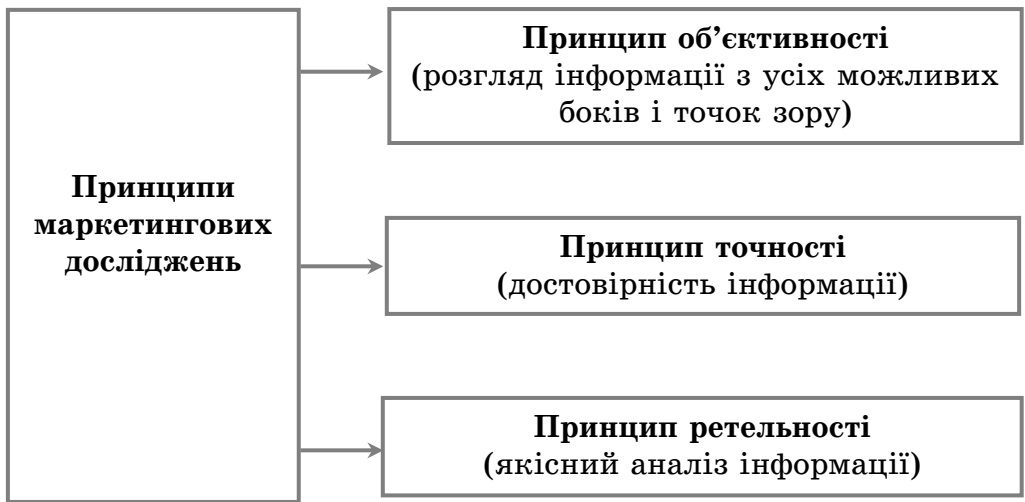 Принципи
маркетингових
досліджень
Принцип об’єктивності
(розгляд інформації з усіх можливих
боків і точок зору)
Принцип точності
(достовірність інформації)
Принцип ретельності
(якісний аналіз інформації)